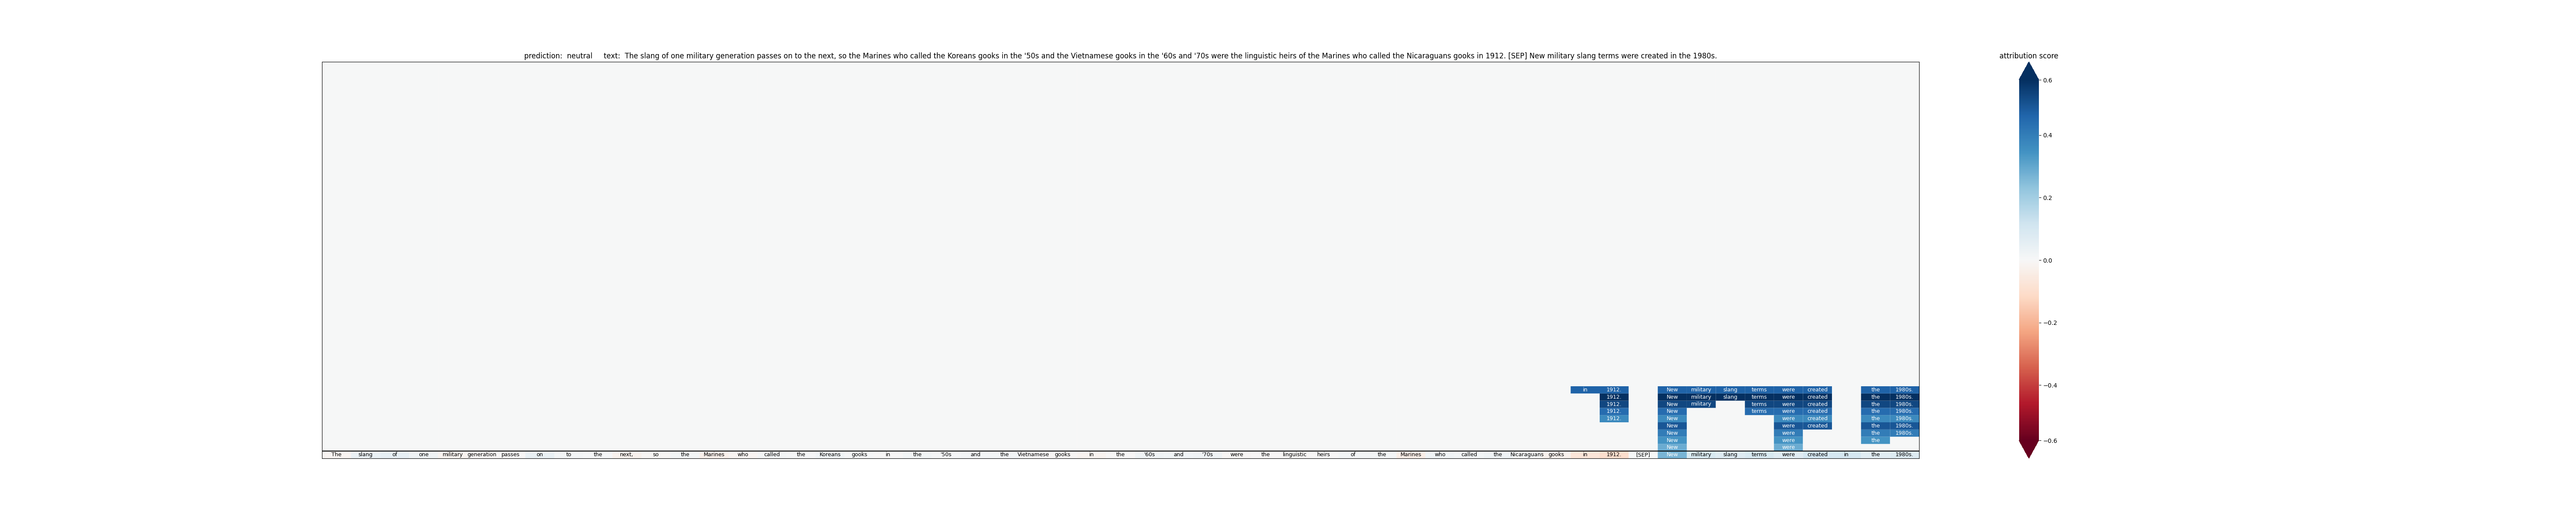 prediction:  neutral     text:  The slang of one military generation passes on to the next, so the Marines who called the Koreans gooks in the '50s and the Vietnamese gooks in the '60s and '70s were the linguistic heirs of the Marines who called the Nicaraguans gooks in 1912. [SEP] New military slang terms were created in the 1980s.
attribution score
0.6
0.4
0.2
0.0
−0.2
−0.4
−0.6
in 1912. New military slang terms were created the 1980s.
1912. New military slang terms were created the 1980s.
1912. New military terms were created the 1980s.
1912. New terms were created the 1980s.
1912. New were created the 1980s.
New were created the 1980s.
New were the 1980s.
New were the
New were
The slang of one military generation passes on to the next, so the Marines who called the Koreans gooks in the '50s and the Vietnamese gooks in the '60s and '70s were the linguistic heirs of the Marines who called the Nicaraguans gooks in 1912. [SEP] New military slang terms were created in the 1980s.